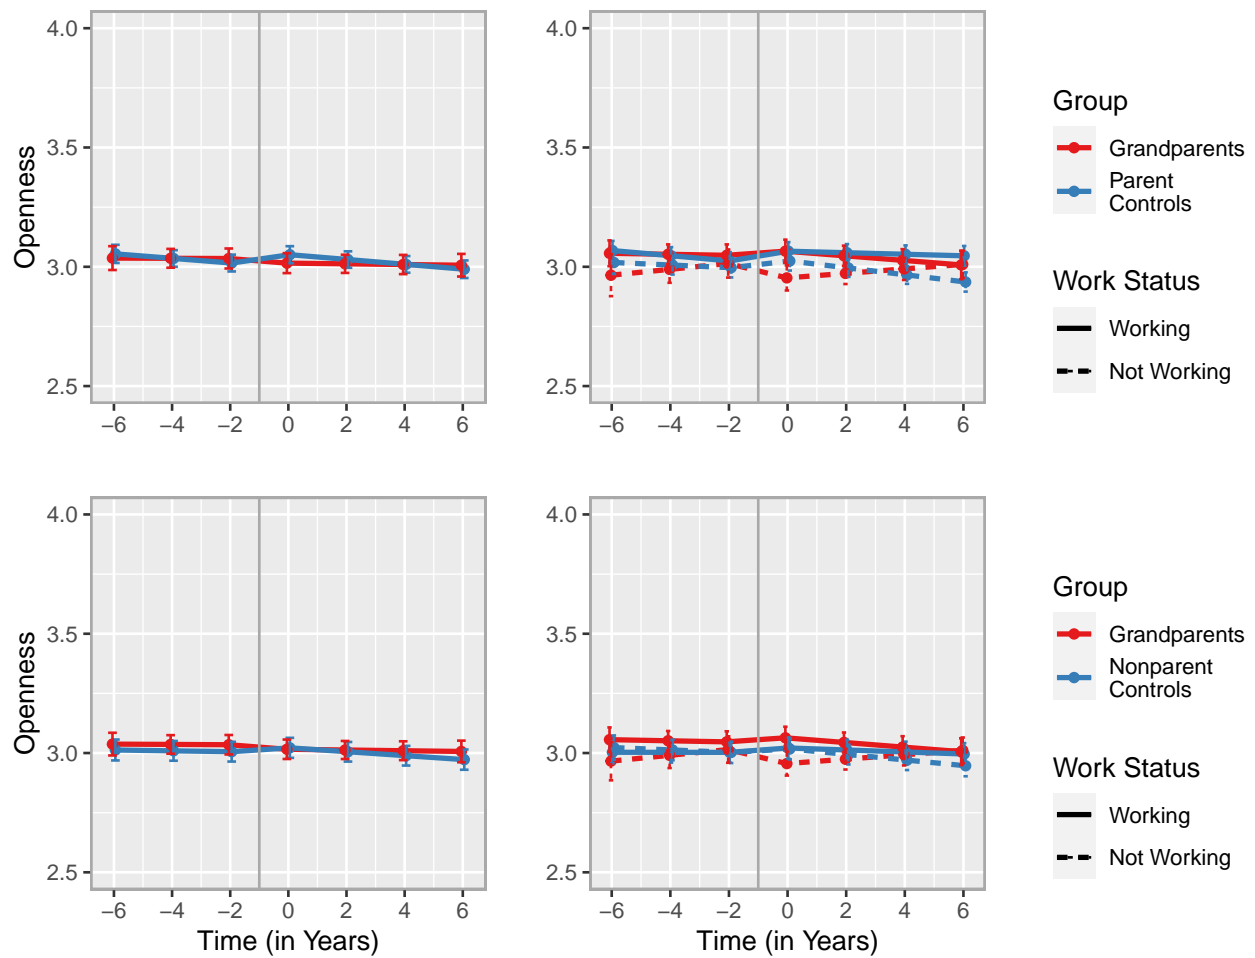 4.0
3.5
3.0
2.5
Openness
−6 −4 −2 0 2 4 6
4.0
3.5
3.0
2.5
−6 −4 −2 0 2 4 6
Group
Grandparents
Parent
Controls
Work Status
Working
Not Working
4.0
3.5
3.0
2.5
Openness
−6 −4 −2 0 2 4 6
Time (in Years)
4.0
3.5
3.0
2.5
−6 −4 −2 0 2 4 6
Time (in Years)
Group
Grandparents
Nonparent
Controls
Work Status
Working
Not Working